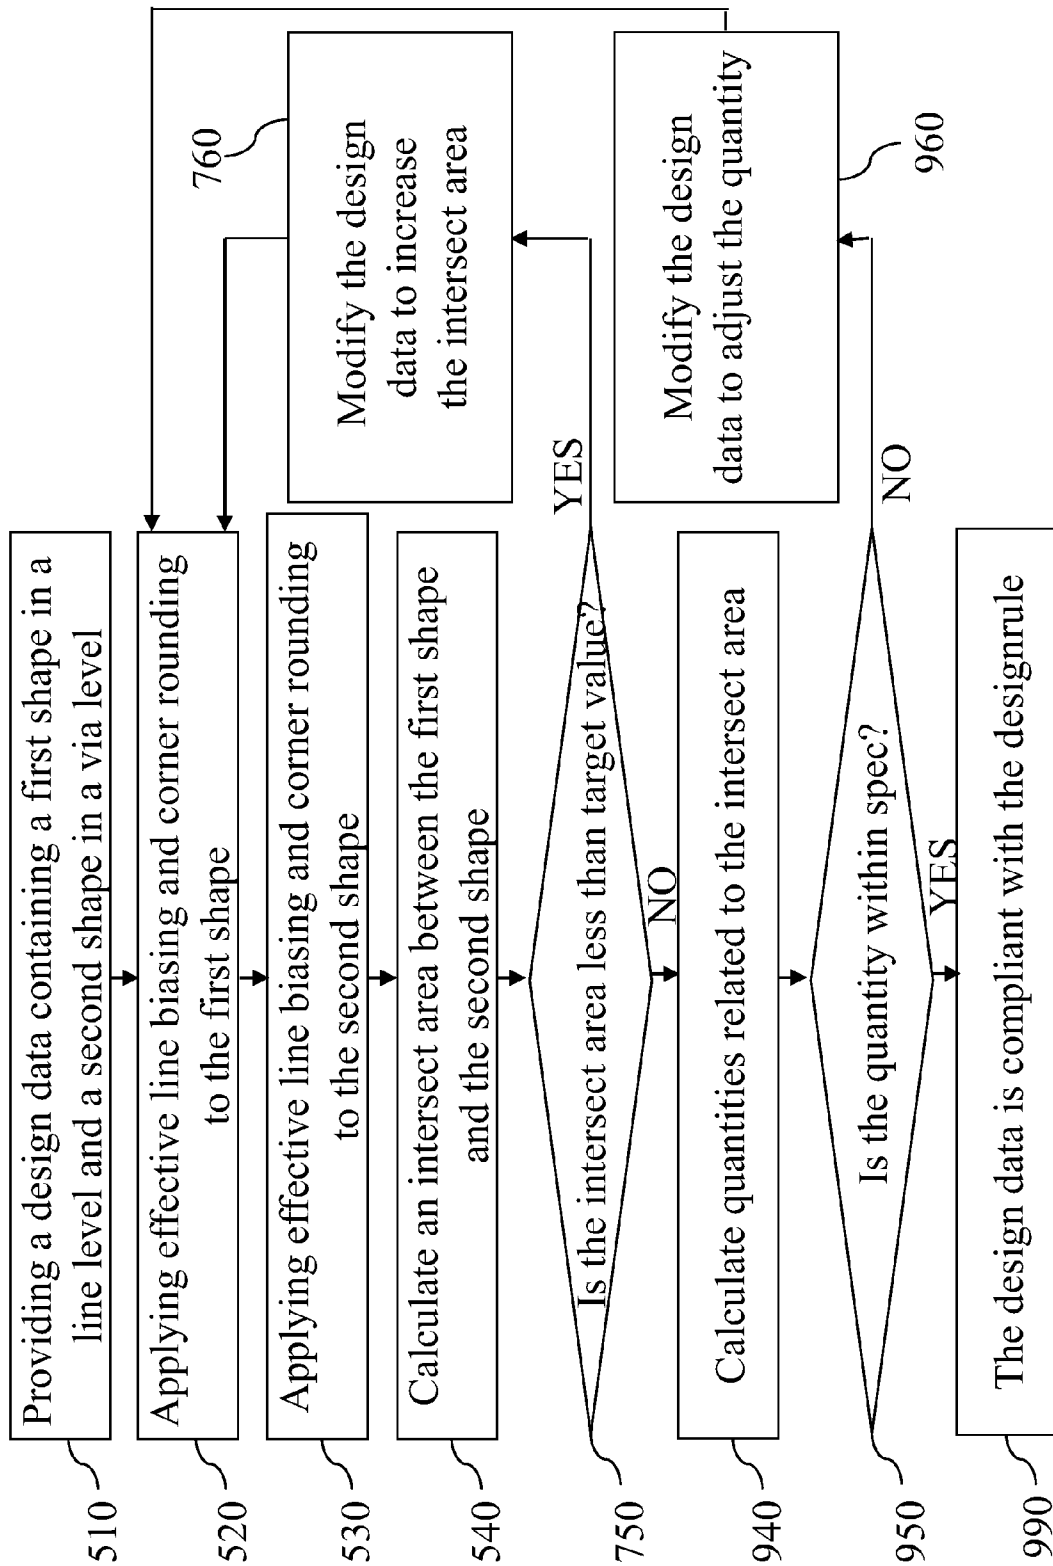 510
Providing a design data containing a first shape in a
line level and a second shape in a via level
520
Applying effective line biasing and corner rounding
to the first shape
530
Applying effective line biasing and corner rounding
to the second shape
540
Calculate an intersect area between the first shape
and the second shape
750
Is the intersect area less than target value?
YES
NO
760
Modify the design
data to increase
the intersect area
940
Calculate quantities related to the intersect area
950
Is the quantity within spec?
NO
YES
960
Modify the design
data to adjust the quantity
990
The design data is compliant with the designrule